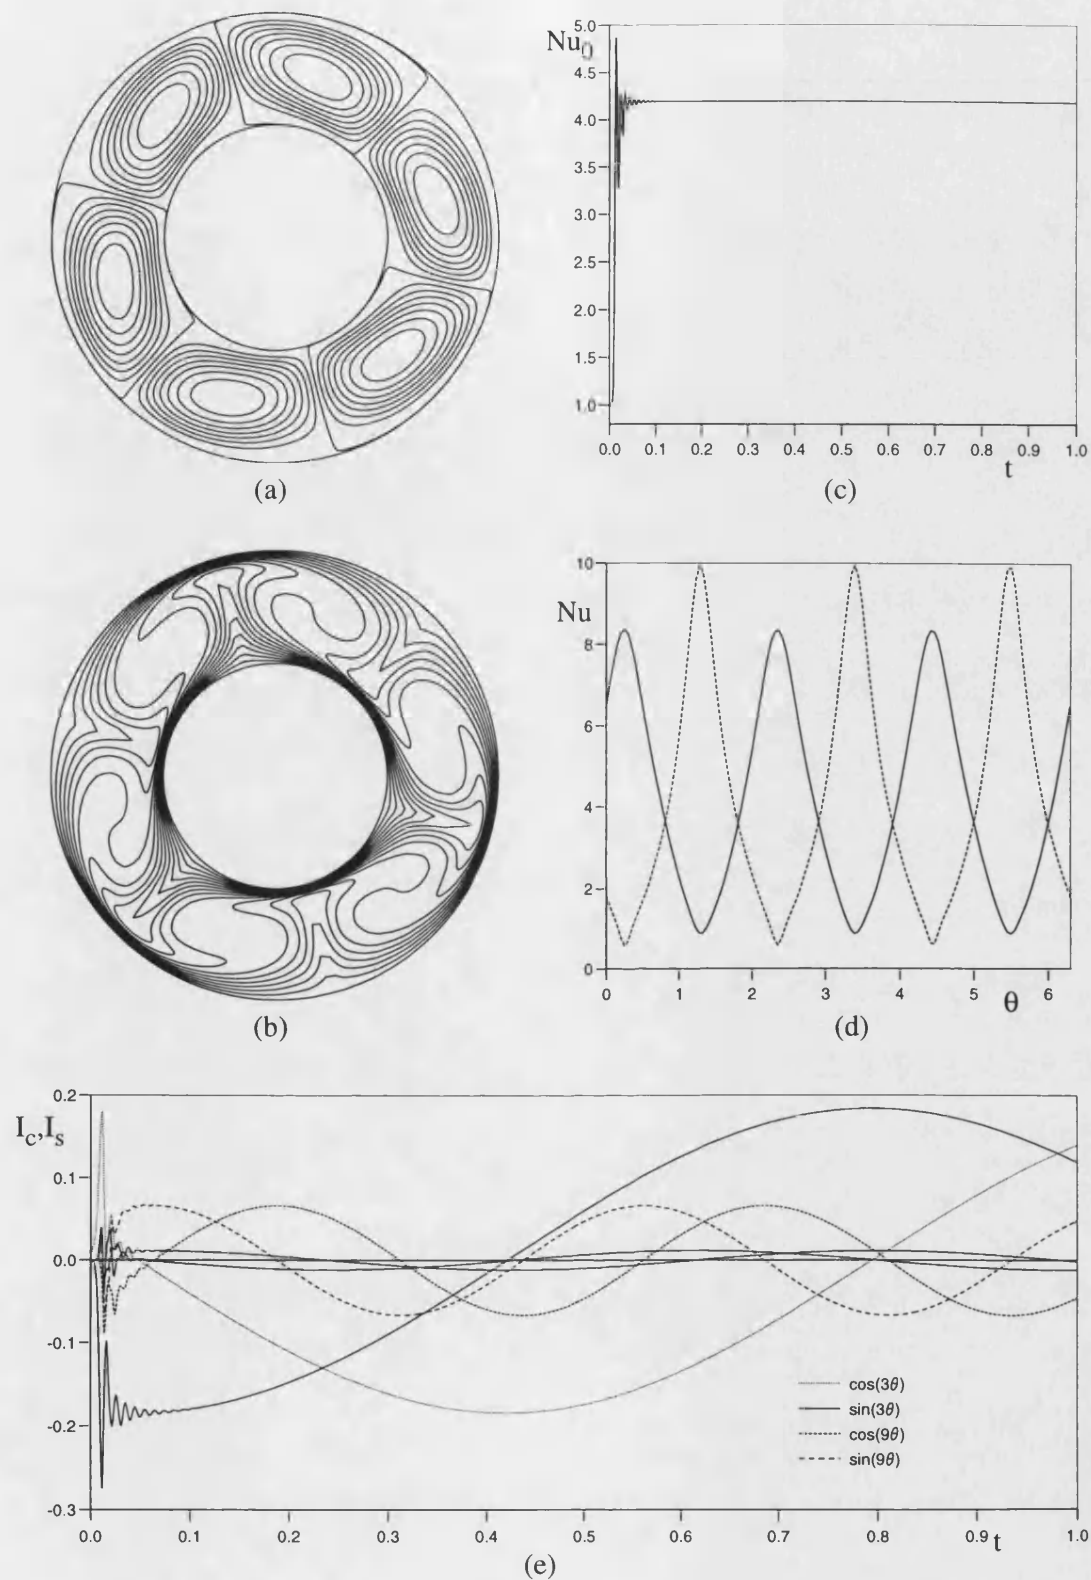 (a)
Nu₀
5.0
4.5
4.0
3.5
3.0
2.5
2.0
1.5
1.0
0.0 0.1 0.2 0.3 0.4 0.5 0.6 0.7 0.8 0.9 1.0
t
(c)
(b)
Nu
10
8
6
4
2
0
0 1 2 3 4 5 6
θ
(d)
I_c,I_s
0.2
0.1
0.0
-0.1
-0.2
-0.3
cos(3θ)
sin(3θ)
cos(9θ)
sin(9θ)
0.0 0.1 0.2 0.3 0.4 0.5 0.6 0.7 0.8 0.9 t 1.0
(e)